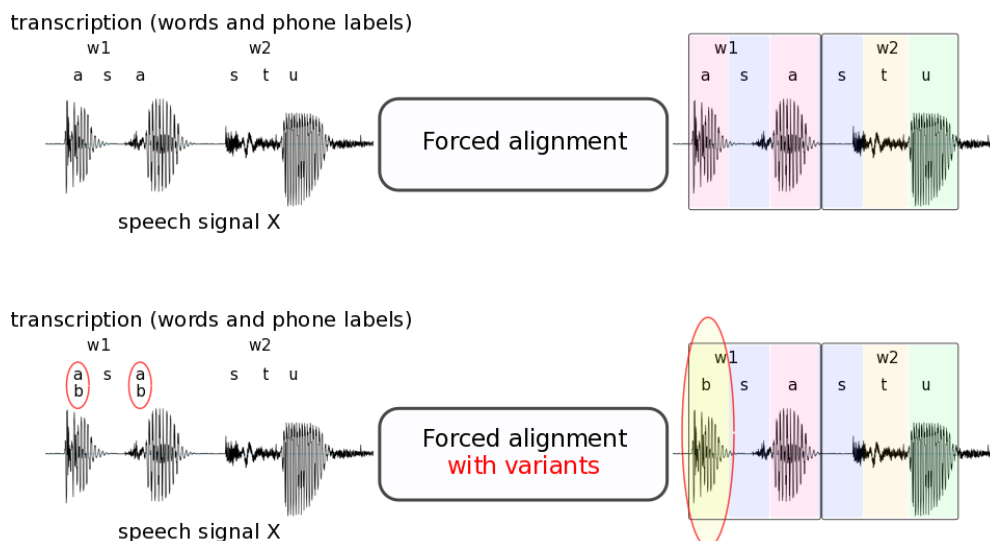 transcription (words and phone labels)
w1 w2
a s a s t u
speech signal X
Forced alignment
w1 w2
a s a s t u
transcription (words and phone labels)
w1 w2
a s a s t u
b b
speech signal X
Forced alignment
with variants
w1 w2
b s a s t u